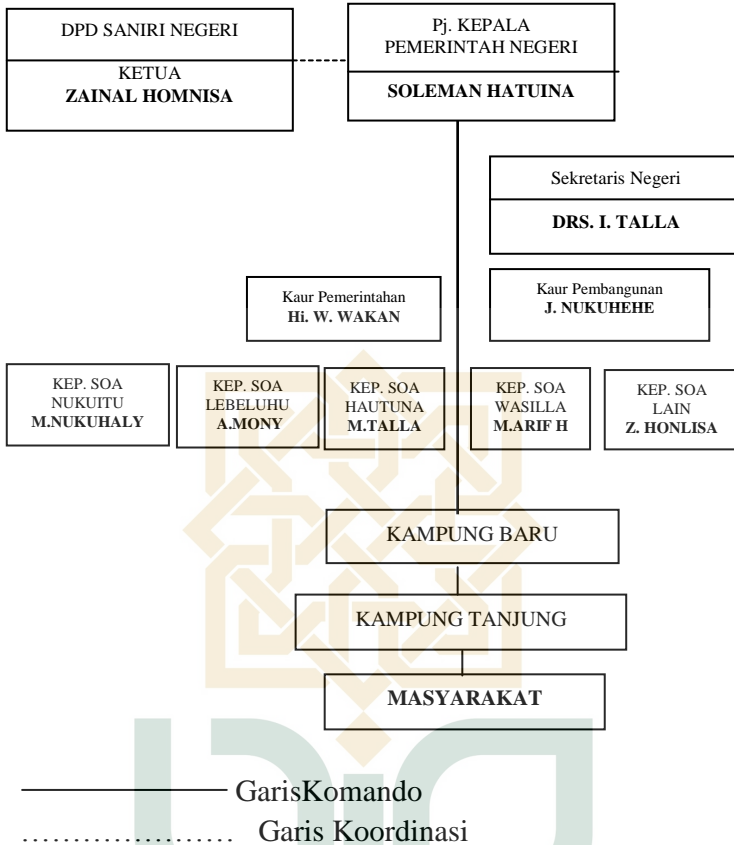 DPD SANIRI NEGERI
KETUA
ZAINAL HOMNISA
Pj. KEPALA
PEMERINTAH NEGERI
SOLEMAN HATUINA
Sekretaris Negeri
DRS. I. TALLA
Kaur Pemerintahan
Hi. W. WAKAN
Kaur Pembangunan
J. NUKUHEHE
KEP. SOA
NUKUITU
M.NUKUHALY
KEP. SOA
LEBELUHU
A.MONY
KEP. SOA
HAUTUNA
M.TALLA
KEP. SOA
WASILLA
M.ARIF H
KEP. SOA
LAIN
Z. HONLISA
KAMPUNG BARU
KAMPUNG TANJUNG
MASYARAKAT
GarisKomando
..................... Garis Koordinasi